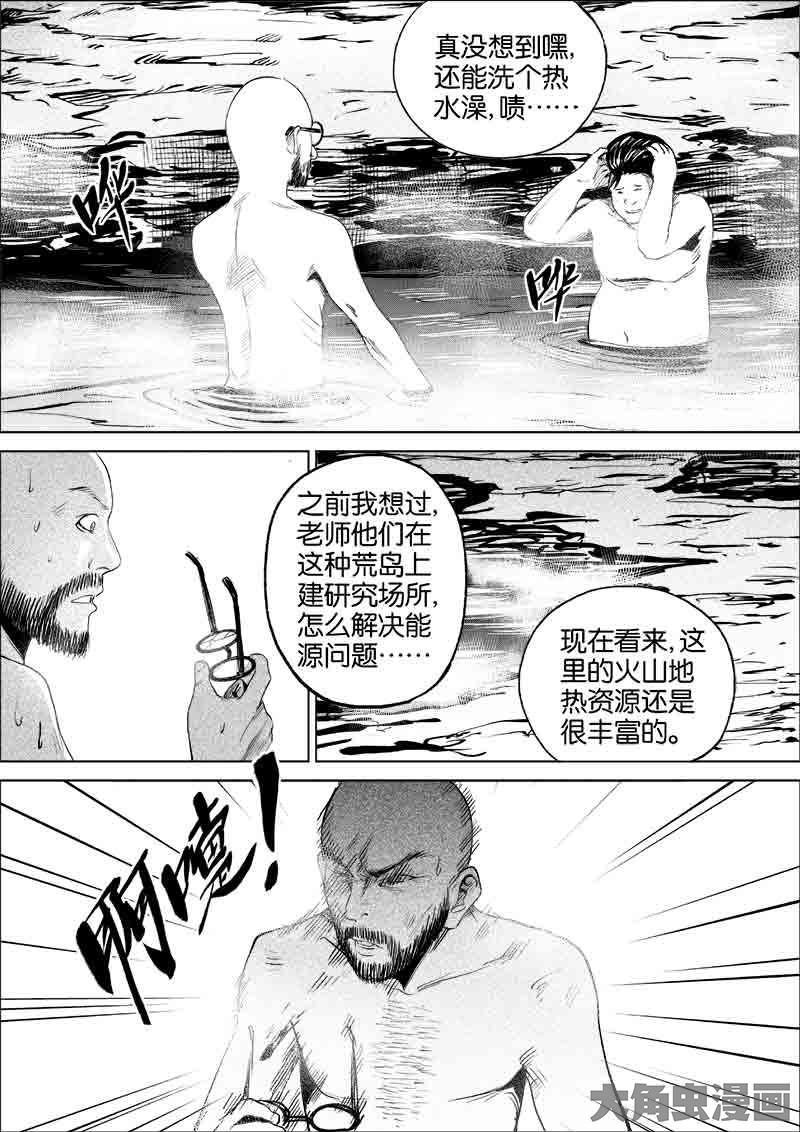 真没想到嘿,
还能洗个热
水澡,啧……
哗
哗
之前我想过,
老师他们在
这种荒岛上
建研究场所,
怎么解决能
源问题……
现在看来,这
里的火山地
热资源还是
很丰富的。
啊嚏!
大角虫漫画